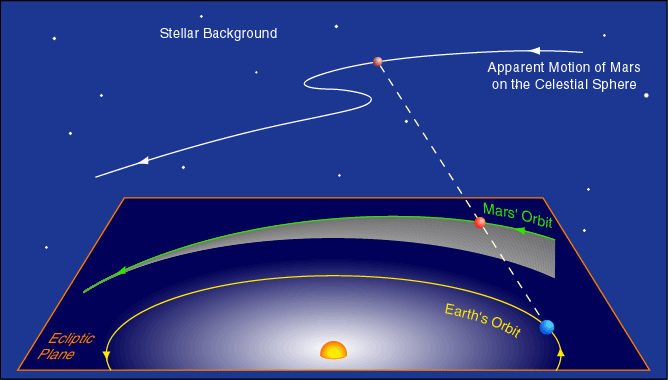 Stellar Background
Apparent Motion of Mars
on the Celestial Sphere
Mars' Orbit
Earth's Orbit
Ecliptic
Plane